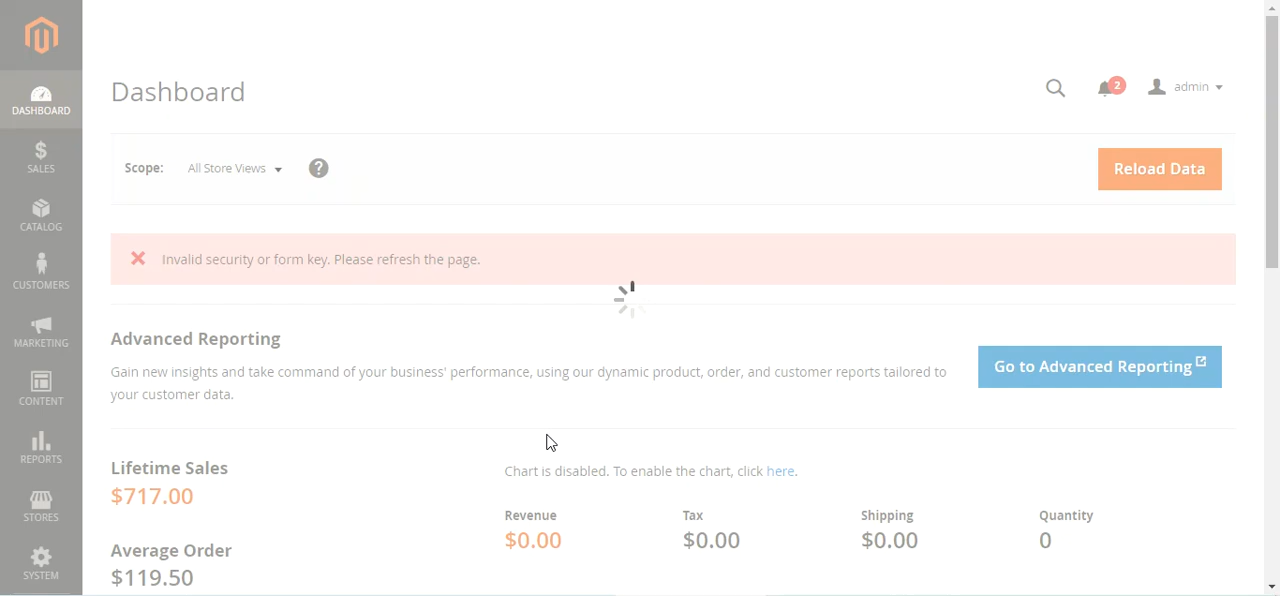 DASHBOARD
SALES
CATALOG
CUSTOMERS
MARKETING
CONTENT
REPORTS
STORES
SYSTEM
Dashboard
2
admin
Scope: All Store Views ?
Reload Data
Invalid security or form key. Please refresh the page.
Advanced Reporting
Gain new insights and take command of your business' performance, using our dynamic product, order, and customer reports tailored to
your customer data.
Go to Advanced Reporting
Lifetime Sales
$717.00
Average Order
$119.50
Chart is disabled. To enable the chart, click here.
Revenue Tax Shipping Quantity
$0.00 $0.00 $0.00 0